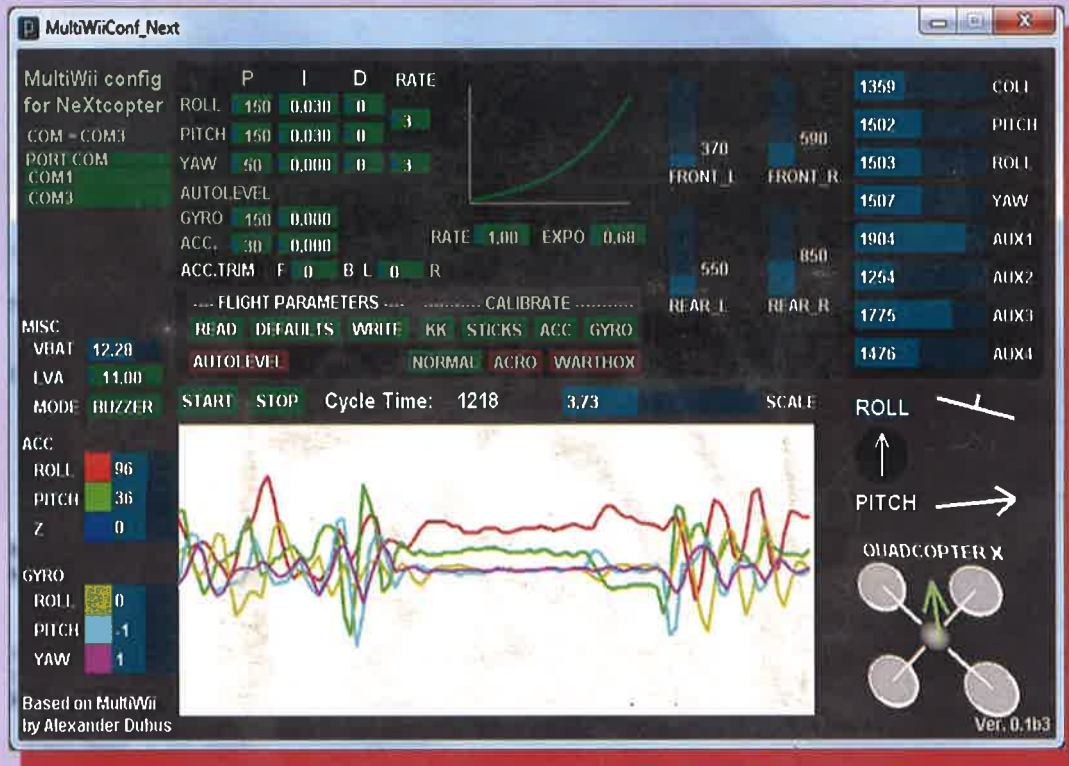 MultiWiiConf_Next
MultiWii config
for NeXtcopter
COM = COM3
PORT COM
COM1
COM3
P I D RATE
ROLL 150 0,030 0
3
PITCH 150 0,030 0
YAW 50 0,000 0 3
AUTOLEVEL
GYRO 150 0,000
ACC. 30 0,000
ACC.TRIM F 0 B L 0 R
RATE 1,00 EXPO 0,68
---- FLIGHT PARAMETERS ----
READ DEFAULTS WRITE
AUTOLEVEL
---------- CALIBRATE -----------
KK STICKS ACC GYRO
NORMAL ACRO WARTHOX
370
FRONT_L
590
FRONT_R
550
REAR_L
850
REAR_R
1359 COLL
1502 PITCH
1503 ROLL
1507 YAW
1904 AUX1
1254 AUX2
1775 AUX3
1476 AUX4
MISC
VBAT 12.28
LVA 11.00
MODE BUZZER
START STOP Cycle Time: 1218 3,73 SCALE
ACC
ROLL 96
PITCH 36
Z 0
GYRO
ROLL 0
PITCH -1
YAW 1
Based on MultiWii
by Alexander Dubus
ROLL
PITCH
QUADCOPTER X
Ver. 0.1b3